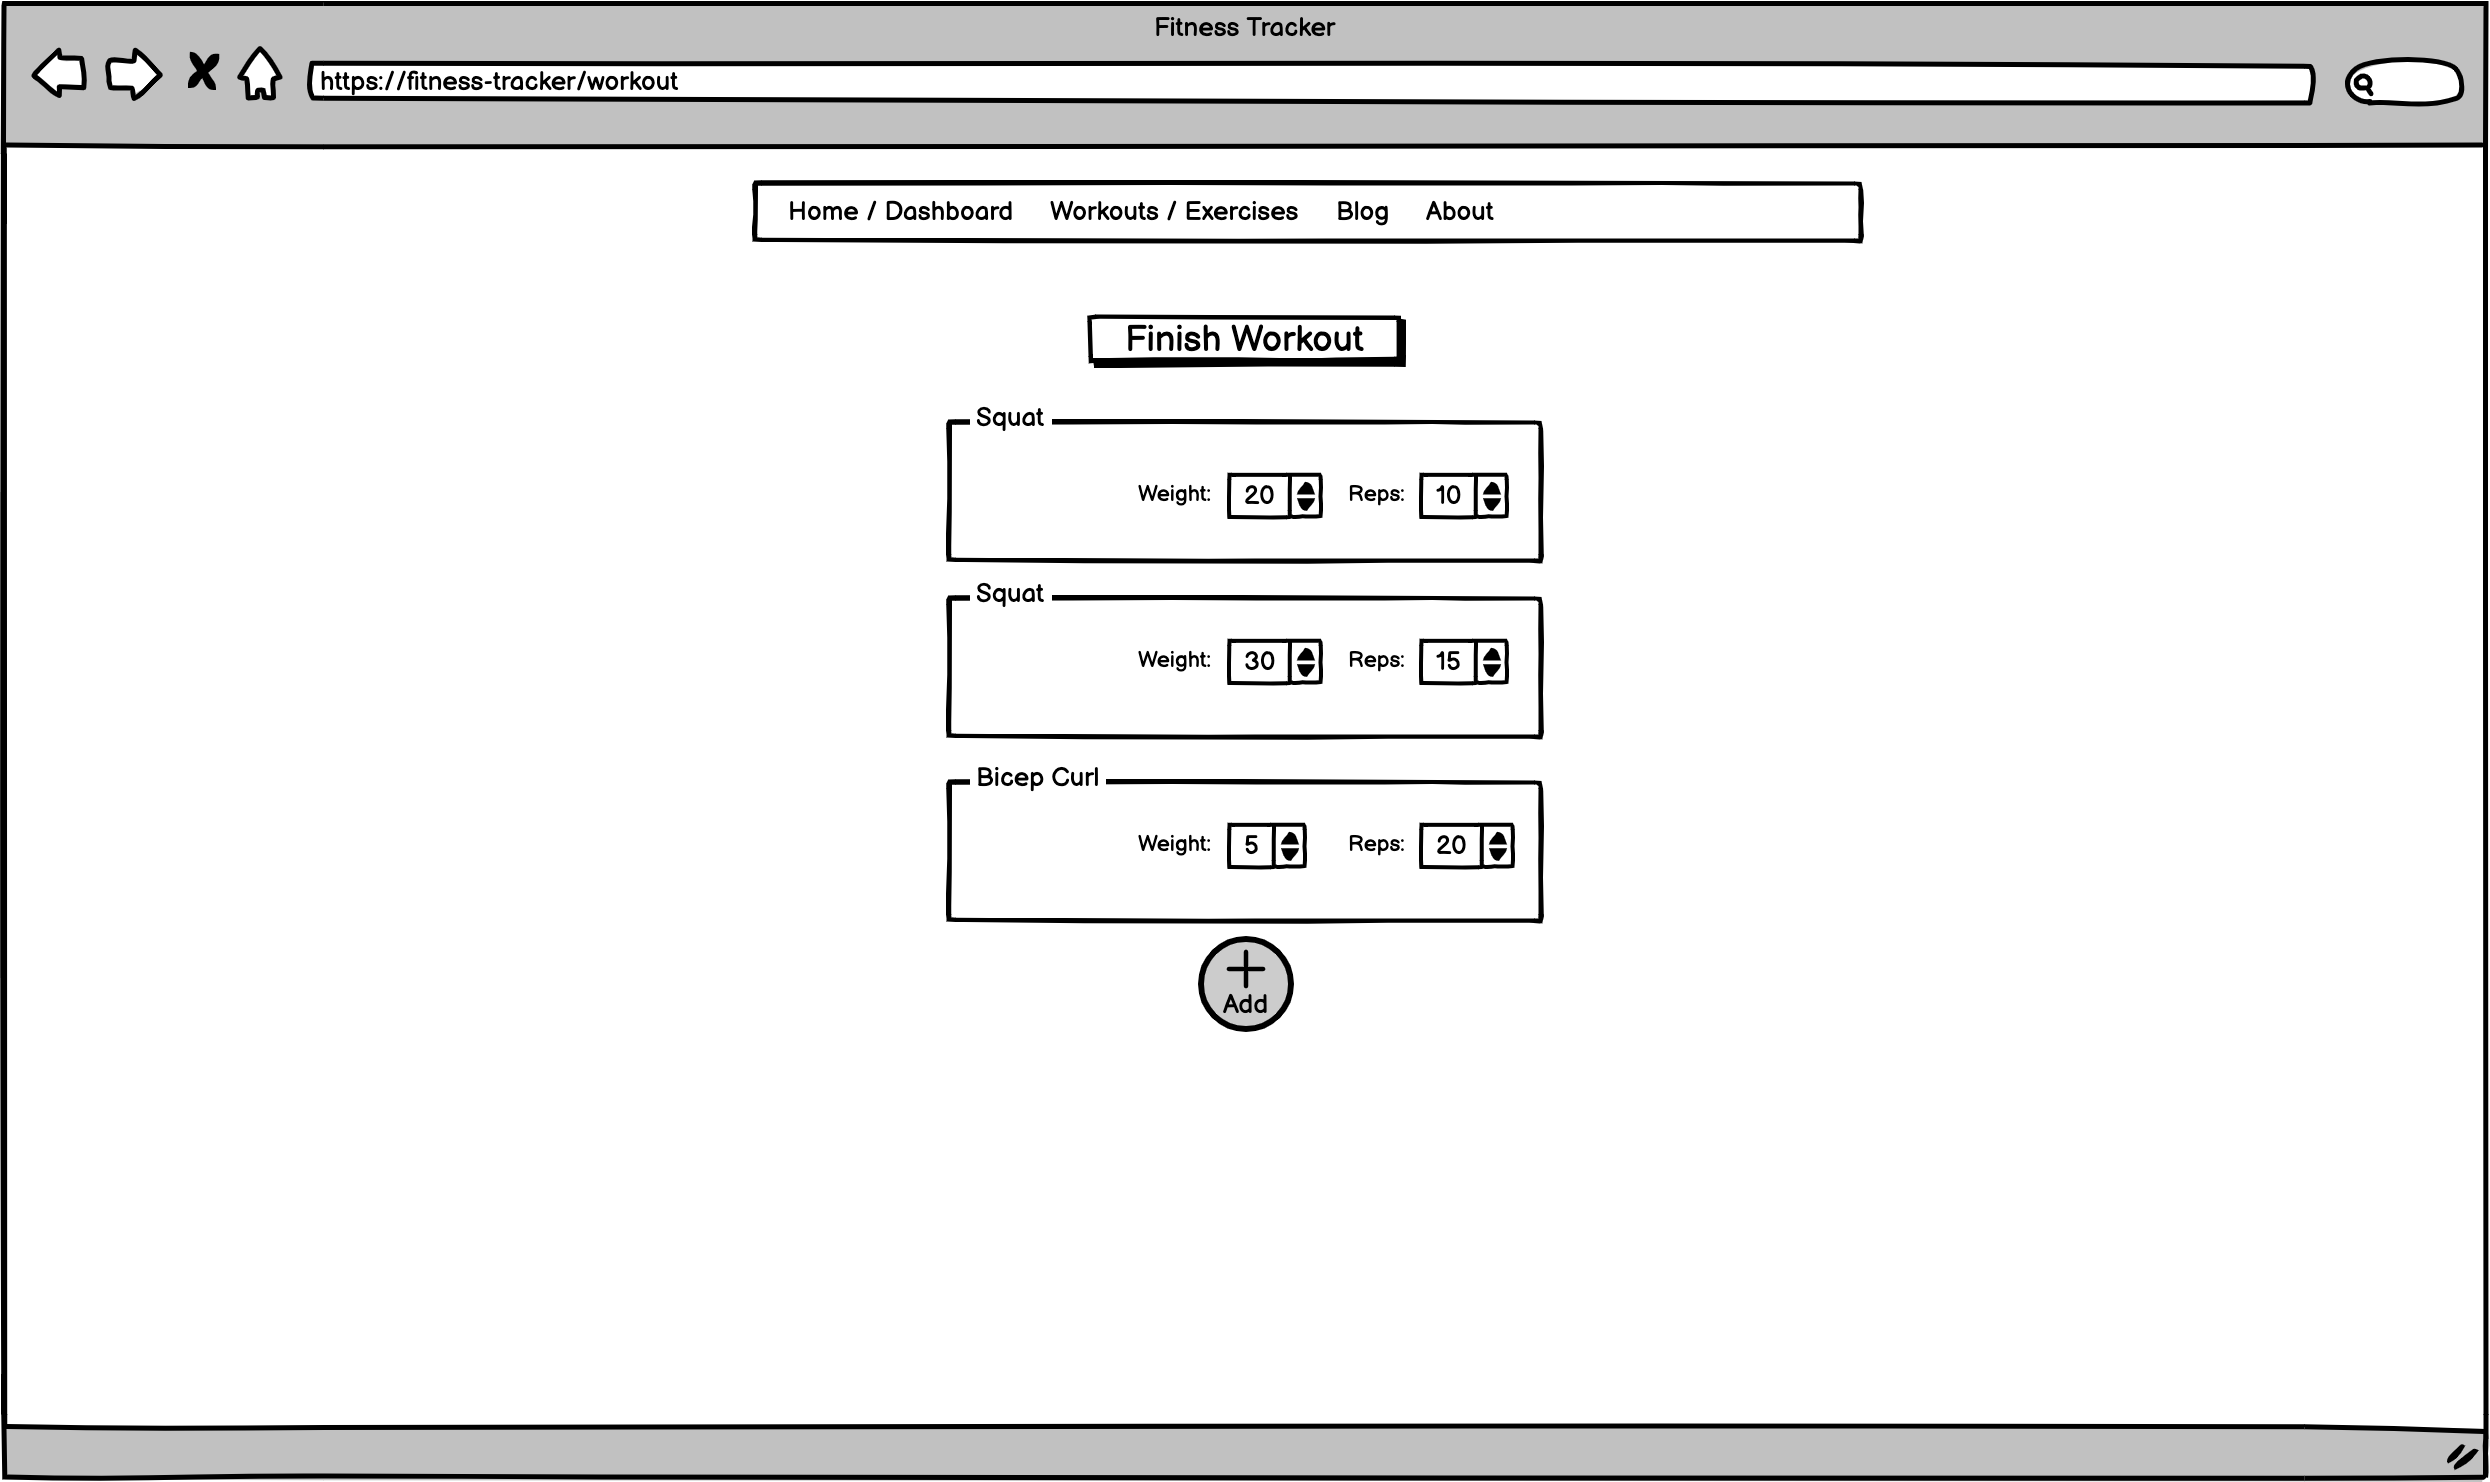 Fitness Tracker
https://fitness-tracker/workout
Home / Dashboard Workouts / Exercises Blog About
Finish Workout
Squat
Weight: 20 Reps: 10
Squat
Weight: 30 Reps: 15
Bicep Curl
Weight: 5 Reps: 20
Add